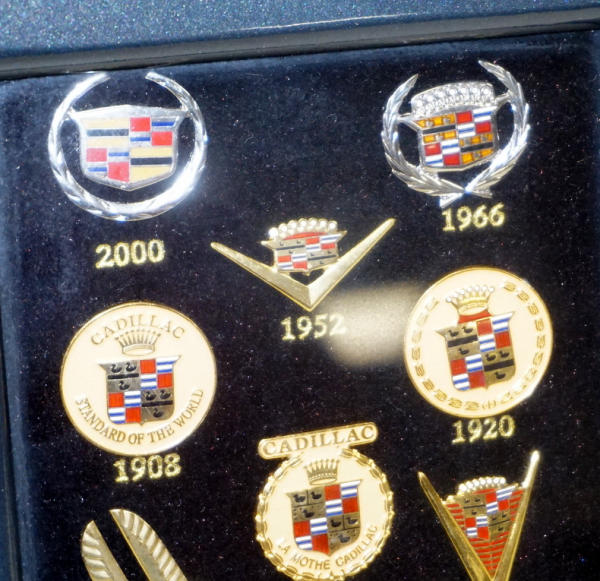 2000
1966
1952
CADILLAC
STANDARD OF THE WORLD
1908
1920
CADILLAC
LA MOTHE CADILLAC